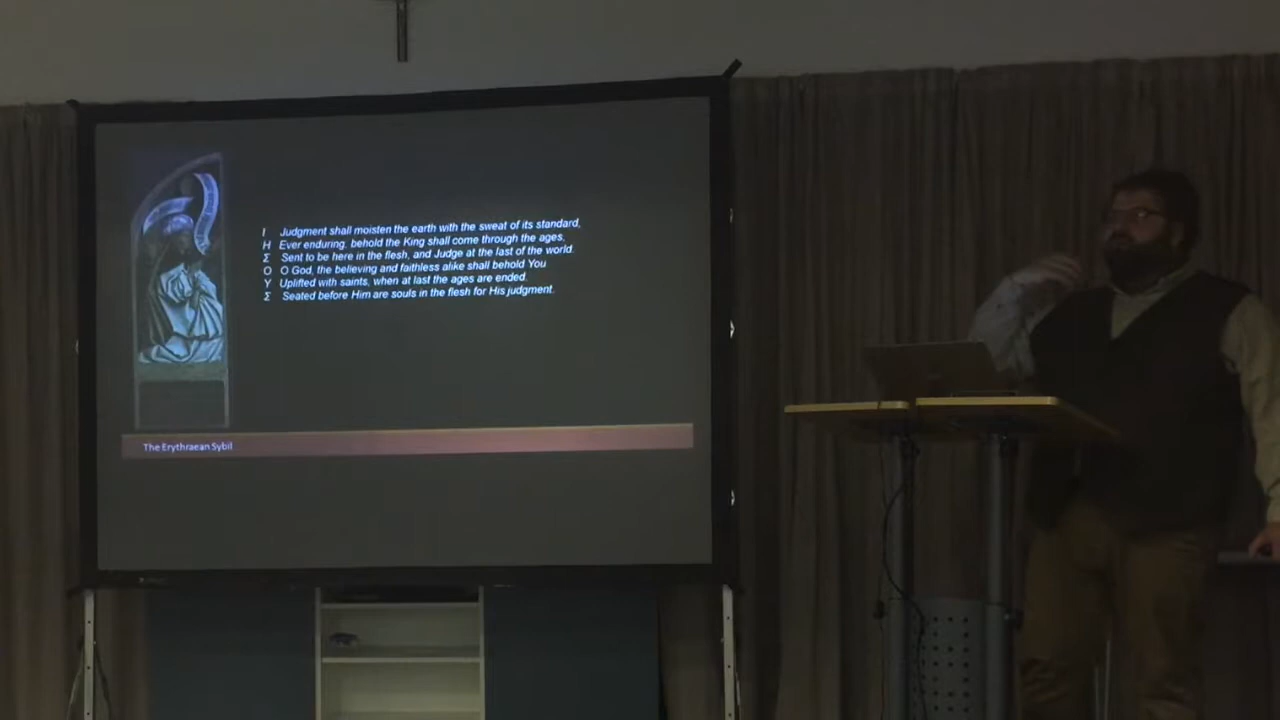 Ι Judgment shall moisten the earth with the sweat of its standard,
Η Ever enduring, behold the King shall come through the ages,
Σ Sent to be here in the flesh, and Judge at the last of the world.
Ο O God, the believing and faithless alike shall behold You
Υ Uplifted with saints, when at last the ages are ended.
Σ Seated before Him are souls in the flesh for His judgment.
The Erythraean Sybil